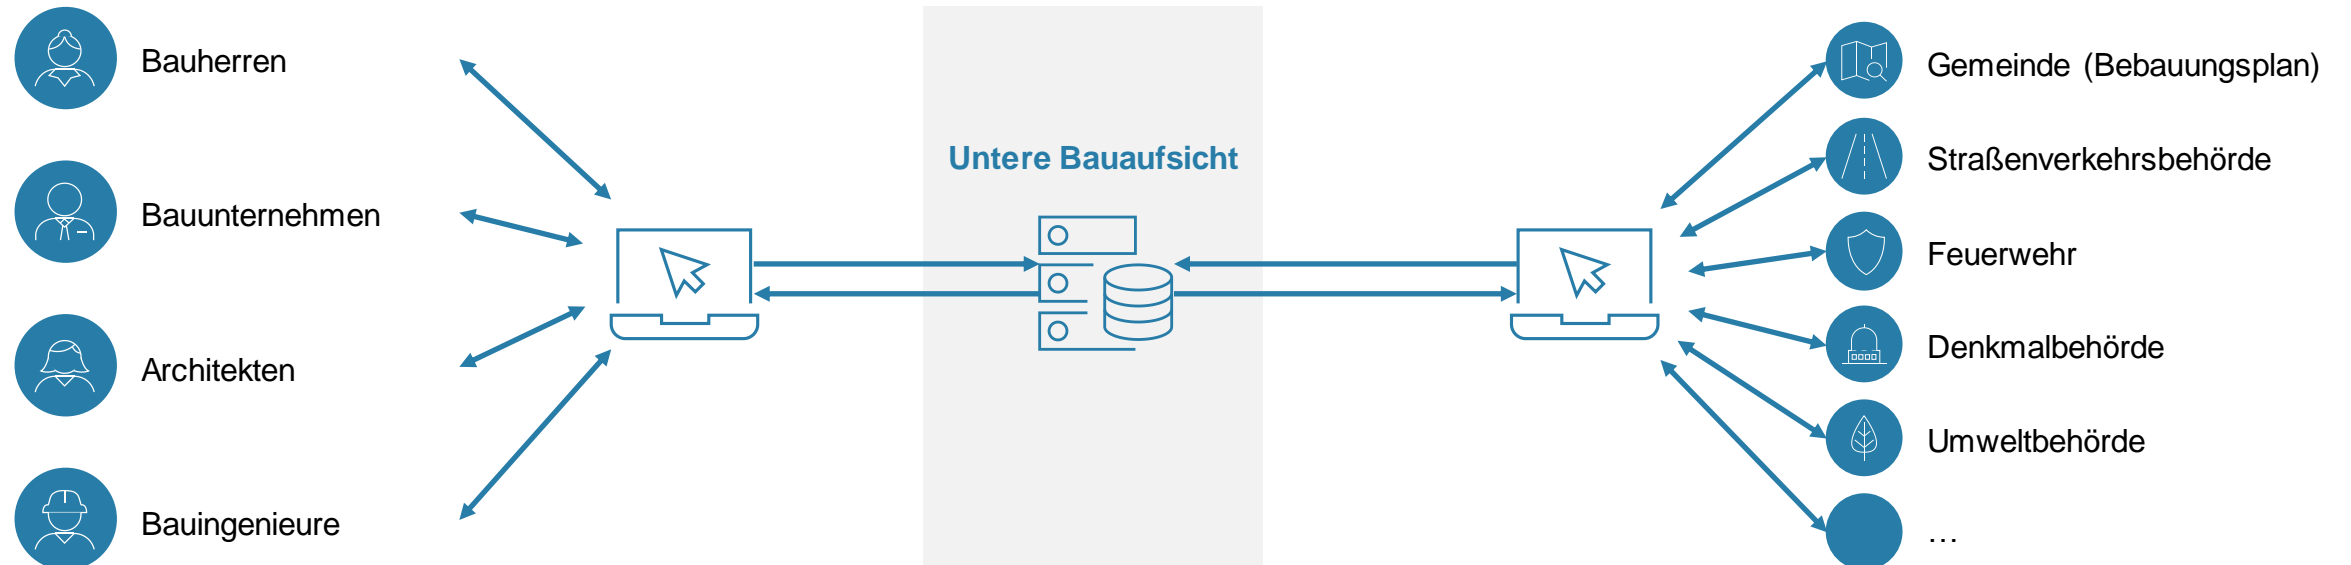 Bauherren
Bauunternehmen
Architekten
Bauingenieure
Untere Bauaufsicht
Gemeinde (Bebauungsplan)
Straßenverkehrsbehörde
Feuerwehr
Denkmalbehörde
Umweltbehörde
…